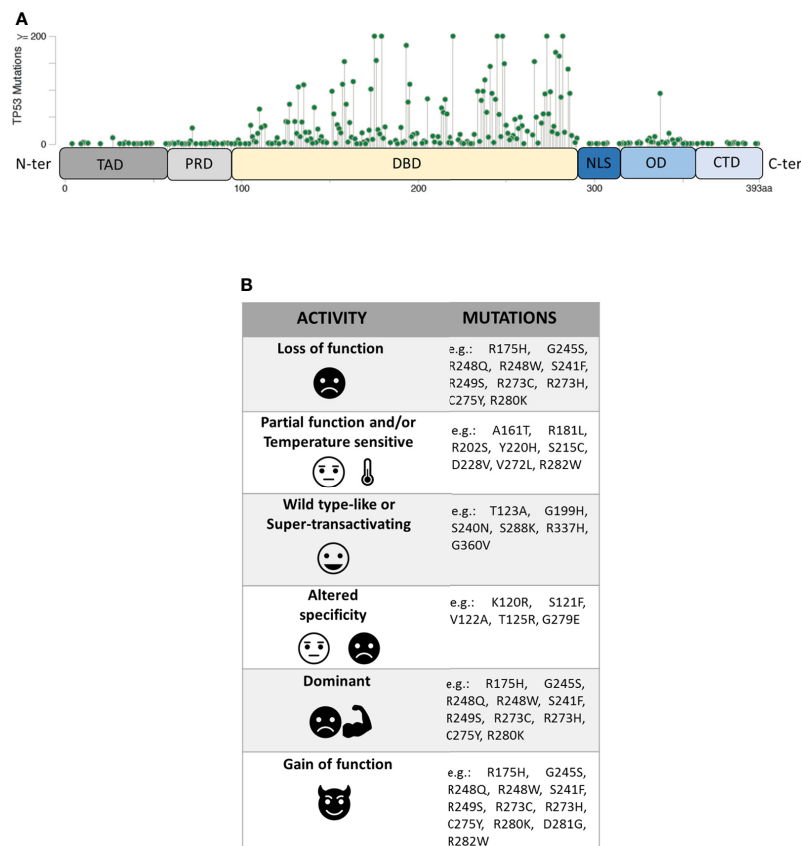 A
>= 200
TP53 Mutations
0
N-ter
TAD
PRD
DBD
NLS
OD
CTD
C-ter
0
100
200
300
393aa
B
ACTIVITY
MUTATIONS
Loss of function
e.g.: R175H, G245S,
R248Q, R248W, S241F,
R249S, R273C, R273H,
C275Y, R280K
Partial function and/or
Temperature sensitive
e.g.: A161T, R181L,
R202S, Y220H, S215C,
D228V, V272L, R282W
Wild type-like or
Super-transactivating
e.g.: T123A, G199H,
S240N, S288K, R337H,
G360V
Altered
specificity
e.g.: K120R, S121F,
V122A, T125R, G279E
Dominant
e.g.: R175H, G245S,
R248Q, R248W, S241F,
R249S, R273C, R273H,
C275Y, R280K
Gain of function
e.g.: R175H, G245S,
R248Q, R248W, S241F,
R249S, R273C, R273H,
C275Y, R280K, D281G,
R282W